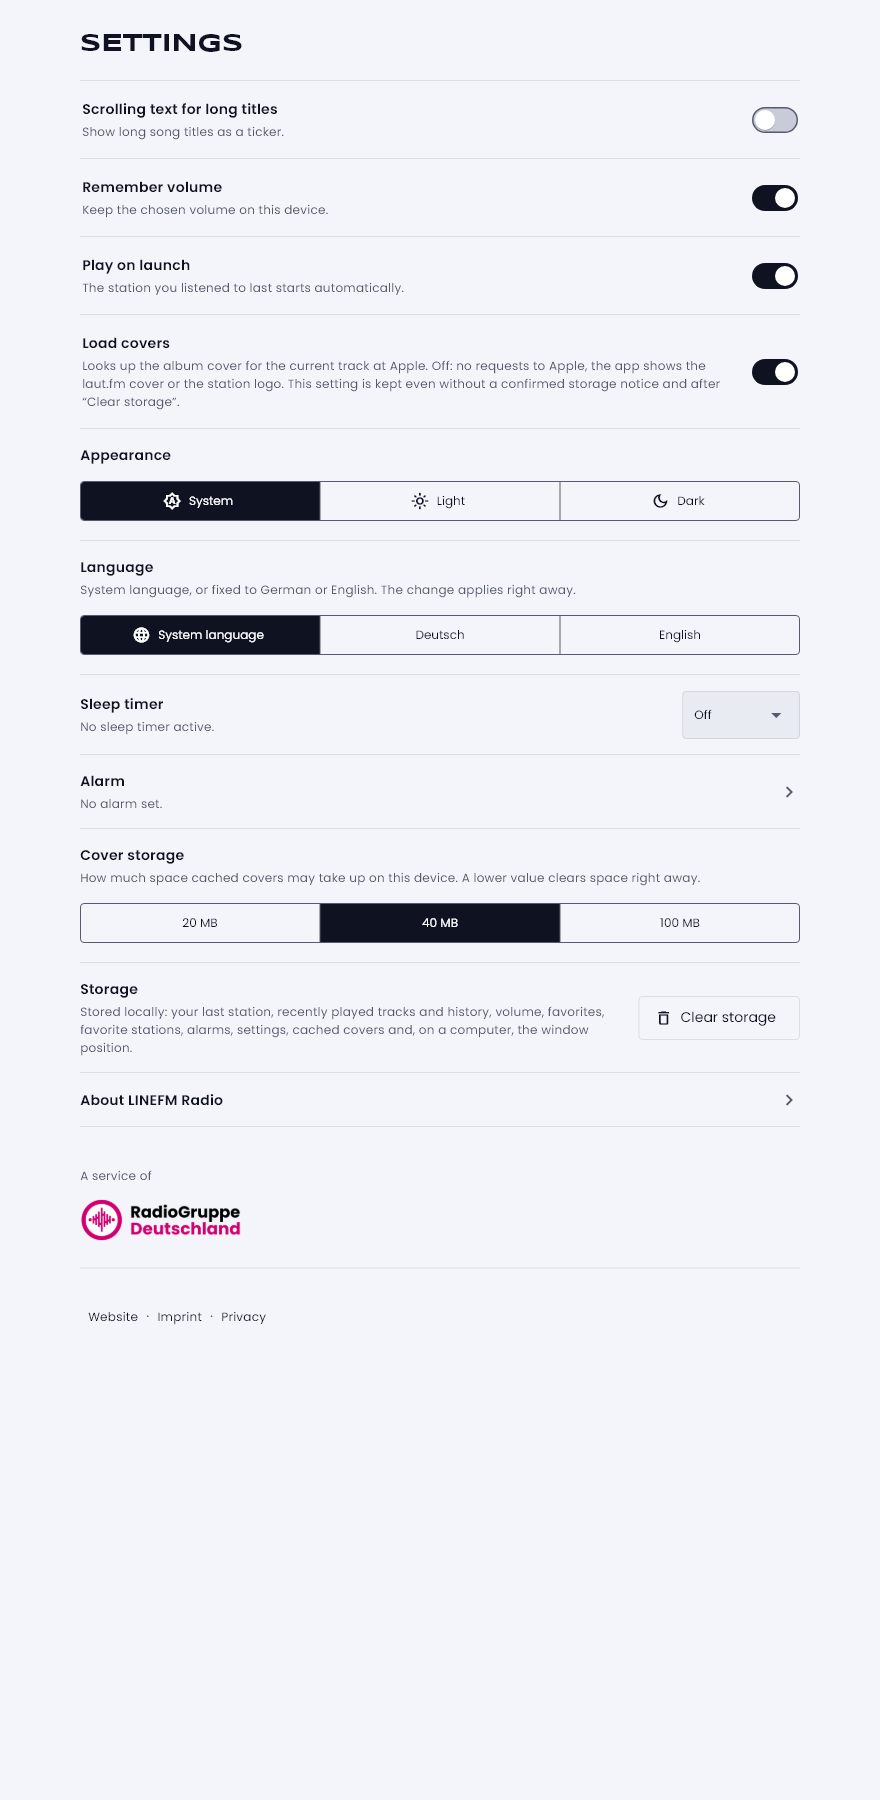 SETTINGS
Scrolling text for long titles
Show long song titles as a ticker.
Remember volume
Keep the chosen volume on this device.
Play on launch
The station you listened to last starts automatically.
Load covers
Looks up the album cover for the current track at Apple. Off: no requests to Apple, the app shows the
laut.fm cover or the station logo. This setting is kept even without a confirmed storage notice and after
“Clear storage”.
Appearance
System
Light
Dark
Language
System language, or fixed to German or English. The change applies right away.
System language
Deutsch
English
Sleep timer
No sleep timer active.
Off
Alarm
No alarm set.
Cover storage
How much space cached covers may take up on this device. A lower value clears space right away.
20 MB
40 MB
100 MB
Storage
Stored locally: your last station, recently played tracks and history, volume, favorites,
favorite stations, alarms, settings, cached covers and, on a computer, the window
position.
Clear storage
About LINEFM Radio
A service of
RadioGruppe
Deutschland
Website · Imprint · Privacy